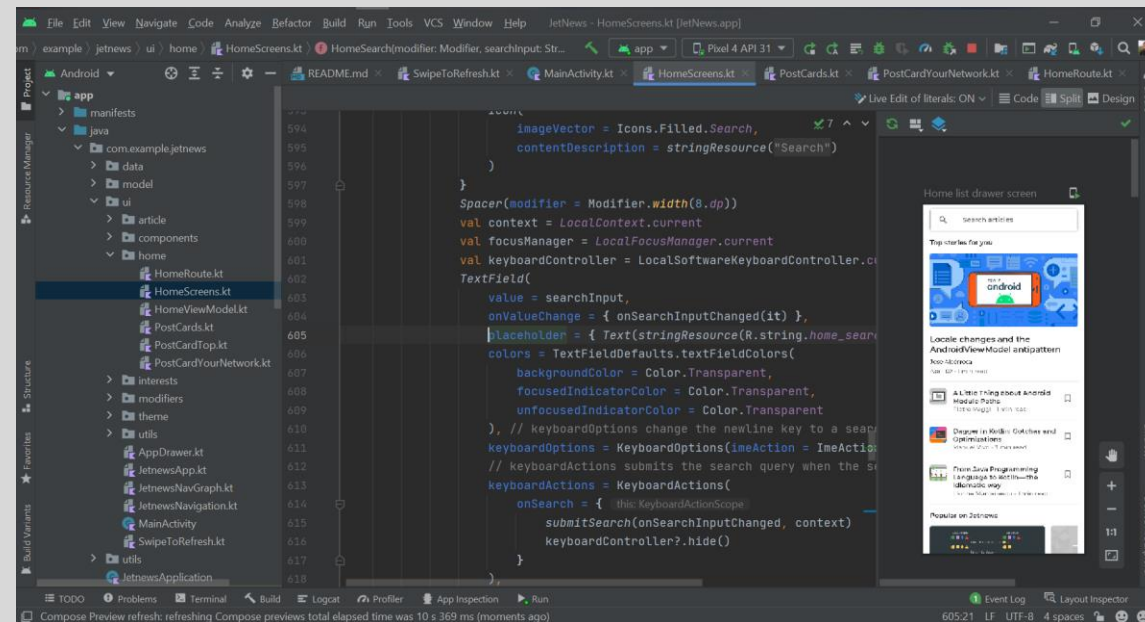 File Edit View Navigate Code Analyze Refactor Build Run Tools VCS Window Help JetNews - HomeScreens.kt [JetNews.app]
example jetnews ui home HomeScreens.kt HomeSearch(modifier: Modifier, searchInput: Str... app Pixel 4 API 31
Android README.md SwipeToRefresh.kt MainActivity.kt HomeScreens.kt PostCards.kt PostCardYourNetwork.kt HomeRoute.kt
Live Edit of literals: ON Code Split Design
Project
Resource Manager
Structure
Favorites
Build Variants
app
manifests
java
com.example.jetnews
data
model
ui
article
components
home
HomeRoute.kt
HomeScreens.kt
HomeViewModel.kt
PostCards.kt
PostCardTop.kt
PostCardYourNetwork.kt
interests
modifiers
theme
utils
AppDrawer.kt
JetnewsApp.kt
JetnewsNavGraph.kt
JetnewsNavigation.kt
MainActivity
SwipeToRefresh.kt
utils
JetnewsApplication
7
594 imageVector = Icons.Filled.Search,
595 contentDescription = stringResource("Search")
596 )
597 }
598 Spacer(modifier = Modifier.width(8.dp))
599 val context = LocalContext.current
600 val focusManager = LocalFocusManager.current
601 val keyboardController = LocalSoftwareKeyboardController.cu
602 TextField(
603 value = searchInput,
604 onValueChange = { onSearchInputChanged(it) },
605 placeholder = { Text(stringResource(R.string.home_sear
606 colors = TextFieldDefaults.textFieldColors(
607 backgroundColor = Color.Transparent,
608 focusedIndicatorColor = Color.Transparent,
609 unfocusedIndicatorColor = Color.Transparent
610 ), // keyboardOptions change the newline key to a sear
611 keyboardOptions = KeyboardOptions(imeAction = ImeActio
612 // keyboardActions submits the search query when the s
613 keyboardActions = KeyboardActions(
614 onSearch = { this: KeyboardActionScope
615 submitSearch(onSearchInputChanged, context)
616 keyboardController?.hide()
617 }
618 ),
Home list drawer screen
Search articles
Top stories for you
android
Locale changes and the
AndroidViewModel antipattern
A Little Thing about Android
Module Paths
Dagger in Kotlin: Gotchas and
Optimizations
From Java Programming
Language to Kotlin—the
idiomatic way
Popular on Jetnews
1:1
TODO Problems Terminal Build Logcat Profiler App Inspection Run Event Log Layout Inspector
Compose Preview refresh: refreshing Compose previews total elapsed time was 10 s 369 ms (moments ago) 605:21 LF UTF-8 4 spaces